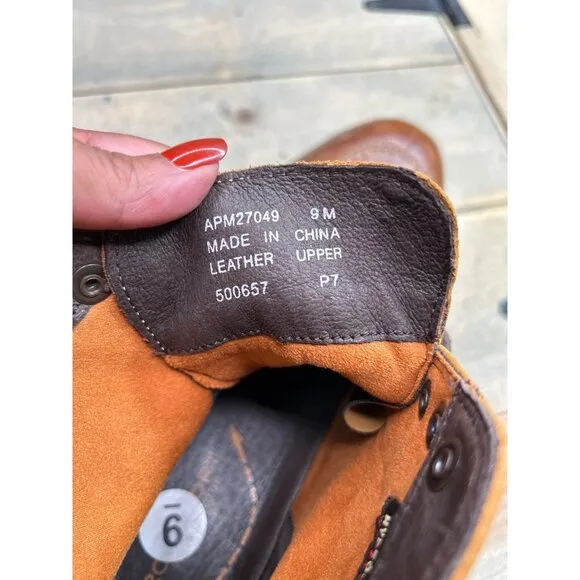 APM27049 9 M
MADE IN CHINA
LEATHER UPPER
500657 P7
9